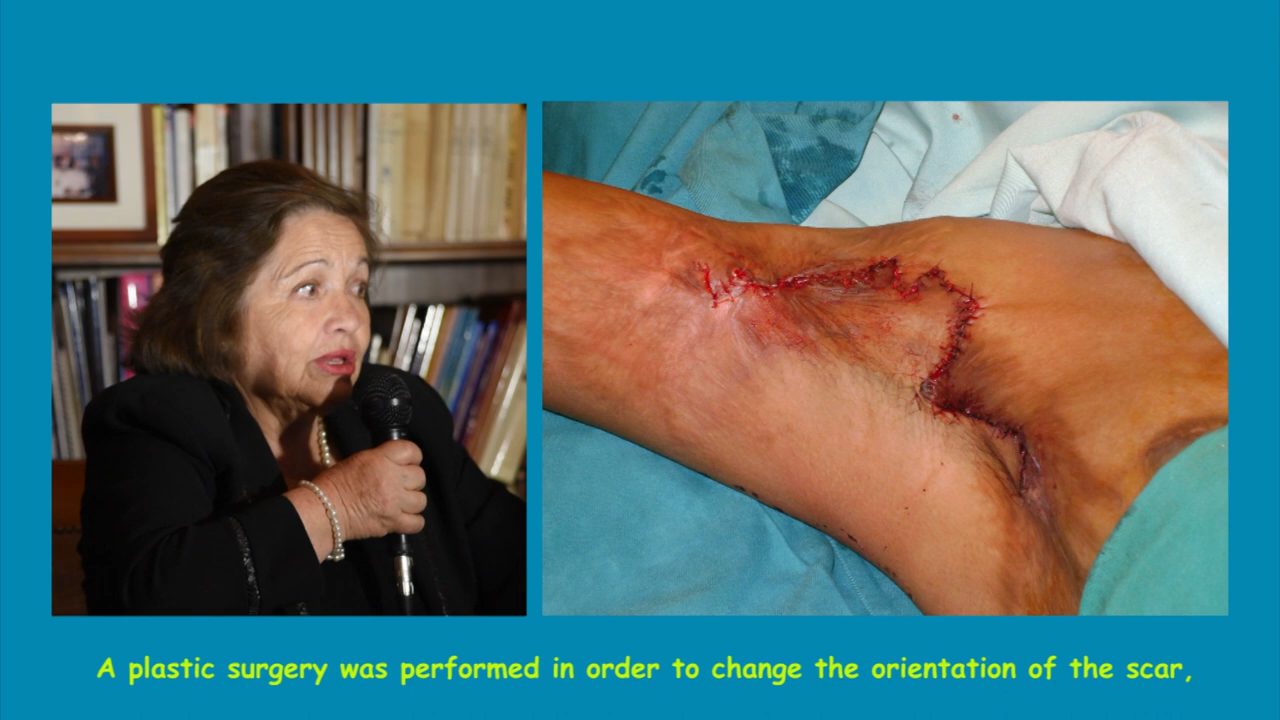 A plastic surgery was performed in order to change the orientation of the scar,